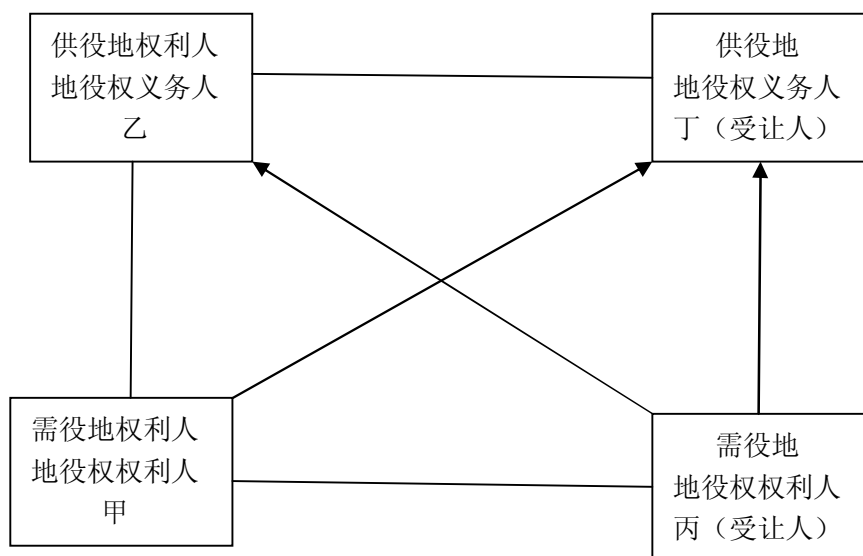 供役地权利人
地役权义务人
乙
供役地
地役权义务人
丁（受让人）
需役地权利人
地役权权利人
甲
需役地
地役权权利人
丙（受让人）